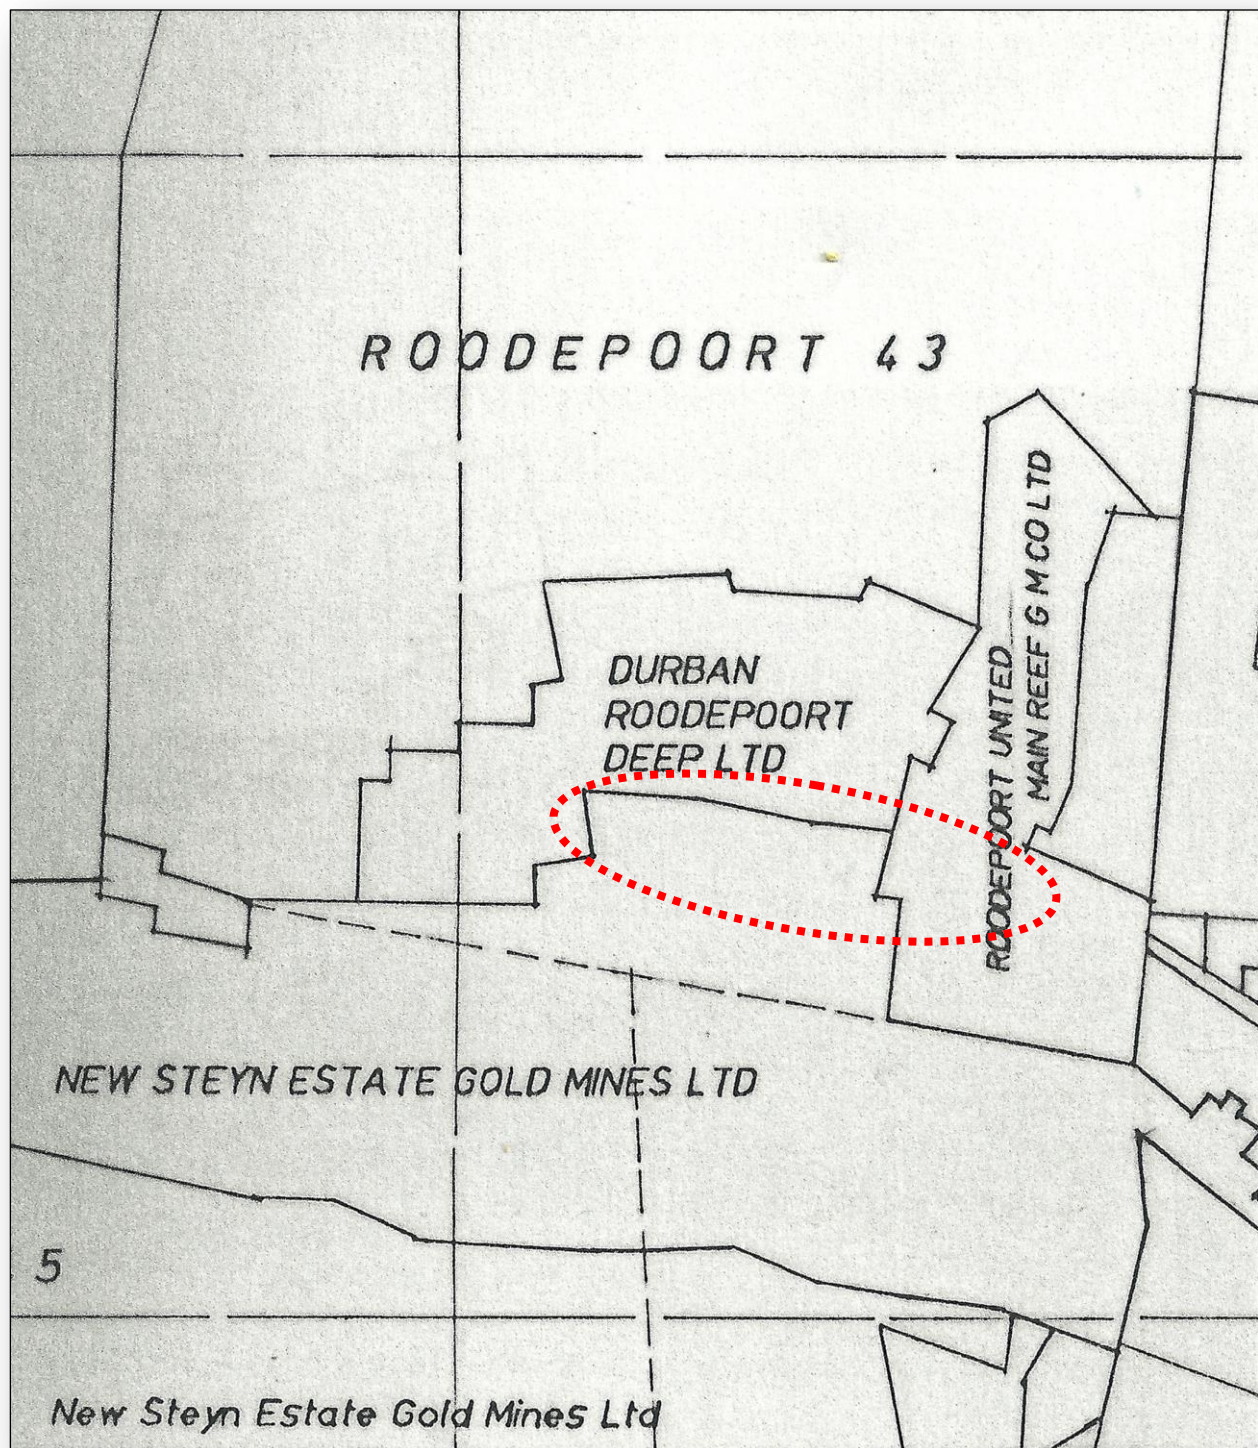 ROODEPOORT 43
DURBAN
ROODEPOORT
DEEP LTD
ROODEPOORT UNITED
MAIN REEF G M CO LTD
NEW STEYN ESTATE GOLD MINES LTD
5
New Steyn Estate Gold Mines Ltd